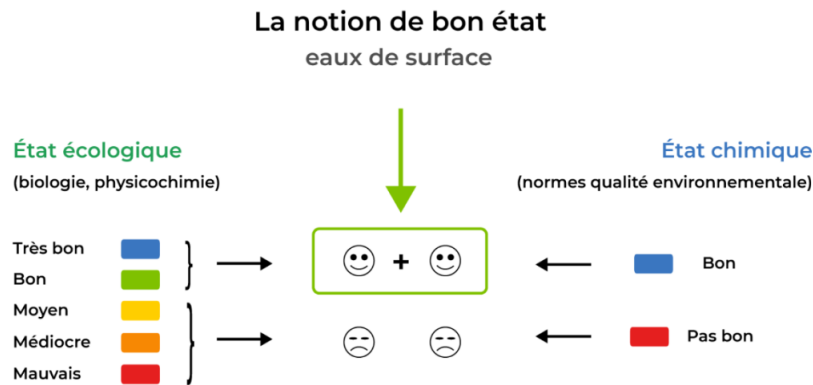 La notion de bon état
eaux de surface
État écologique
(biologie, physicochimie)
Très bon
Bon
Moyen
Médiocre
Mauvais
+
État chimique
(normes qualité environnementale)
Bon
Pas bon